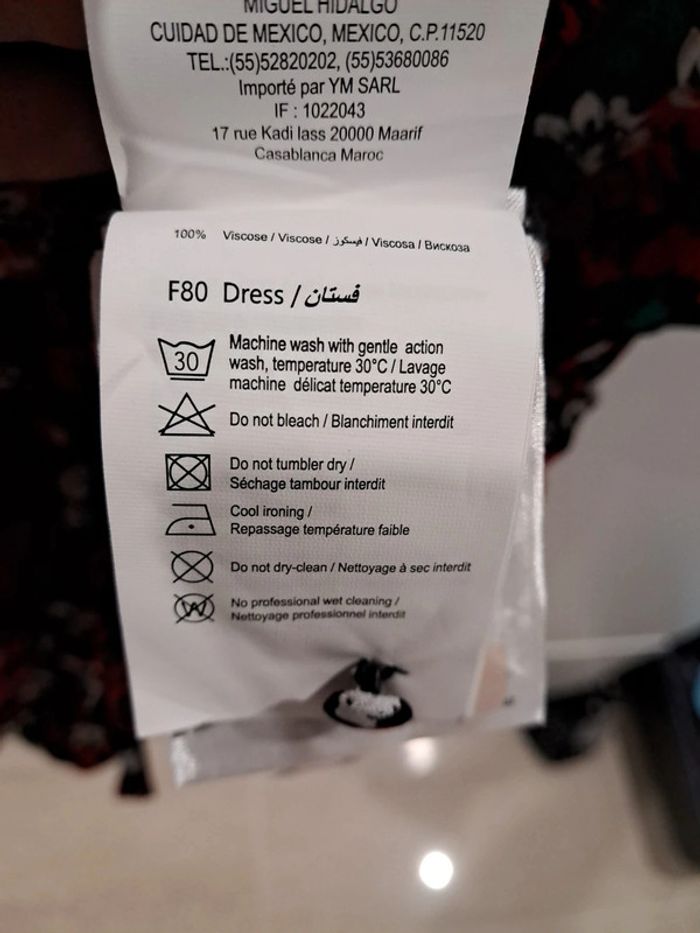 MIGUEL HIDALGO
CUIDAD DE MEXICO, MEXICO, C.P.11520
TEL.:(55)52820202, (55)53680086
Importé par YM SARL
IF : 1022043
17 rue Kadi lass 20000 Maarif
Casablanca Maroc
100% Viscose / Viscose / فيسكوز / Viscosa / Вискоза
F80 Dress / فستان
30
Machine wash with gentle action
wash, temperature 30°C / Lavage
machine délicat temperature 30°C
Do not bleach / Blanchiment interdit
Do not tumbler dry /
Séchage tambour interdit
Cool ironing /
Repassage température faible
Do not dry-clean / Nettoyage à sec interdit
W
No professional wet cleaning /
Nettoyage professionnel interdit